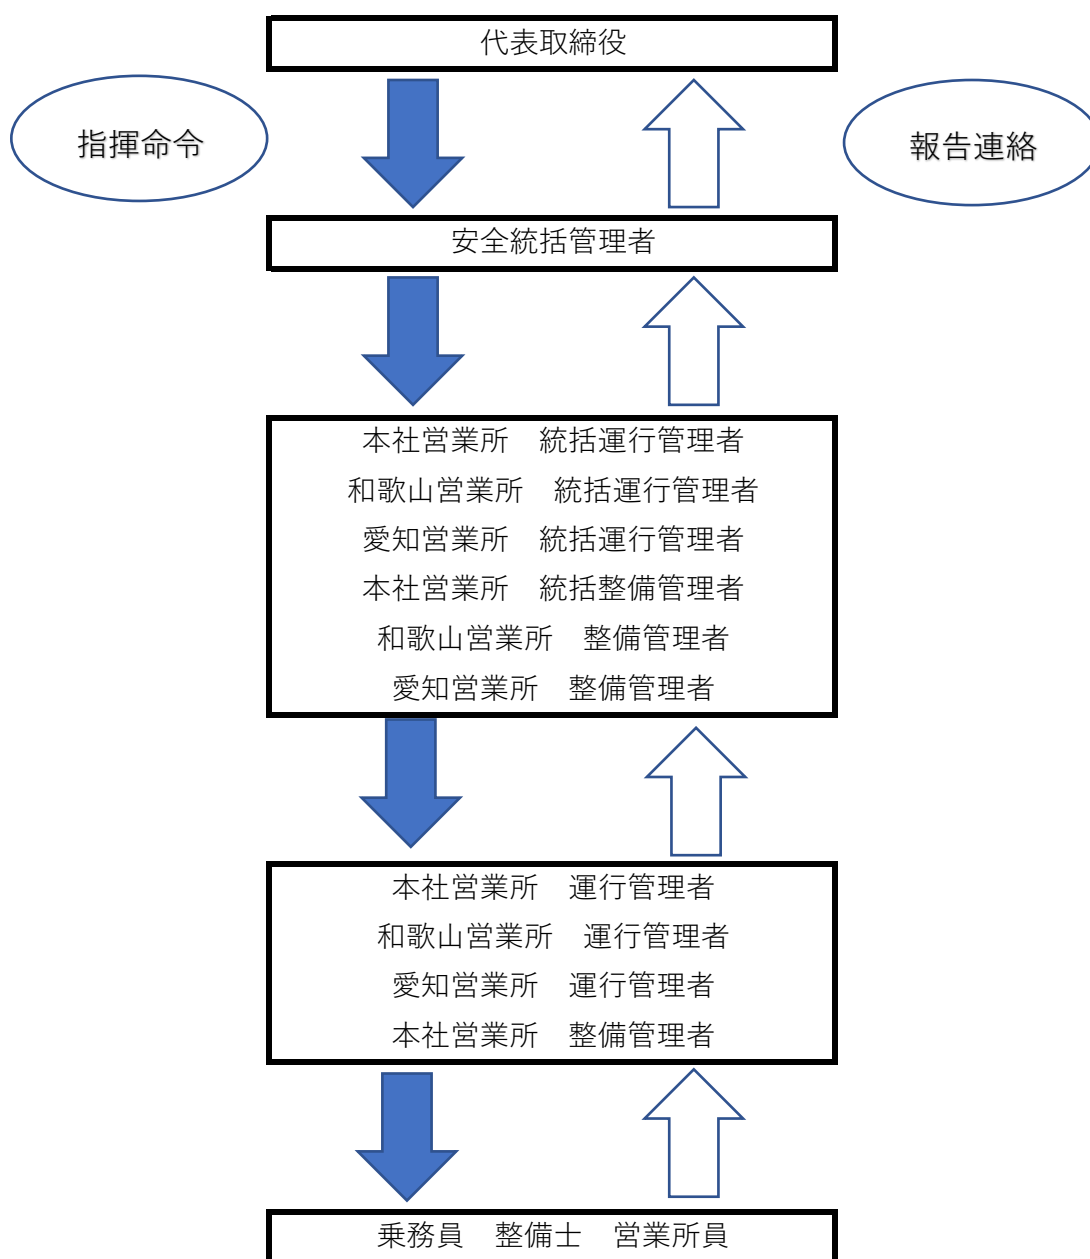 代表取締役
指揮命令
報告連絡
安全統括管理者
本社営業所　統括運行管理者
和歌山営業所　統括運行管理者
愛知営業所　統括運行管理者
本社営業所　統括整備管理者
和歌山営業所　整備管理者
愛知営業所　整備管理者
本社営業所　運行管理者
和歌山営業所　運行管理者
愛知営業所　運行管理者
本社営業所　整備管理者
乗務員　整備士　営業所員